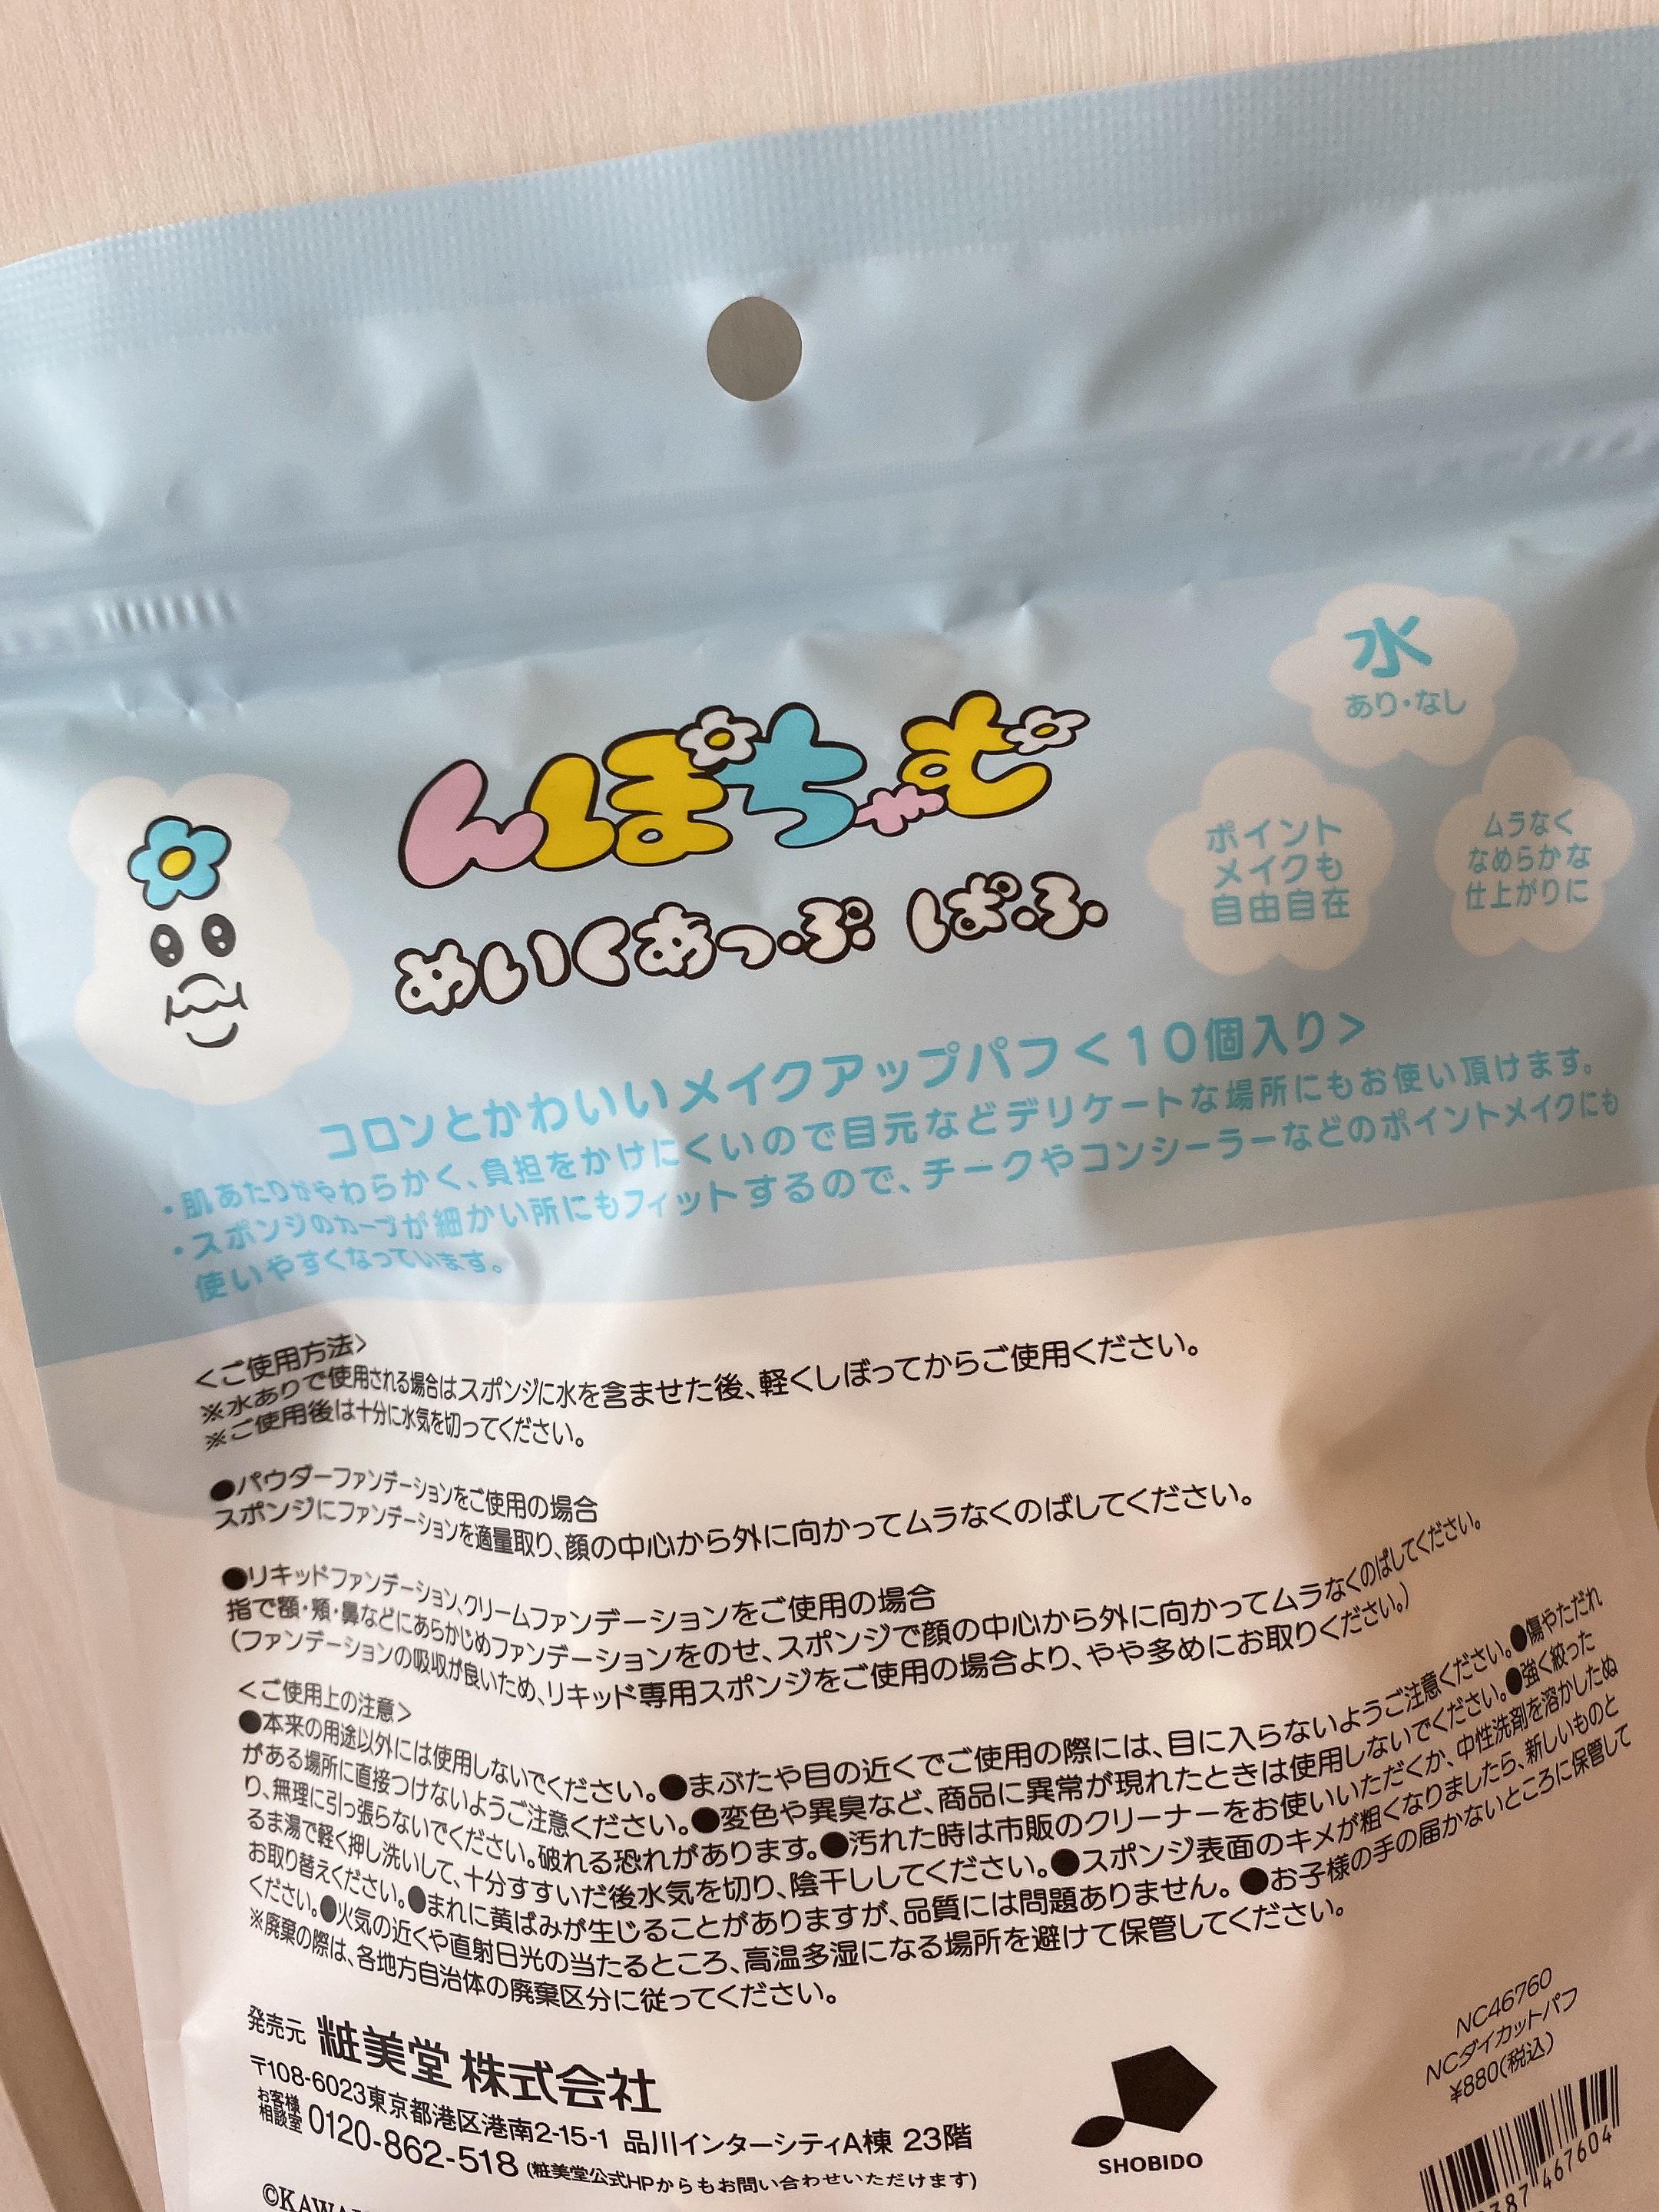 んぽちゃむ
めいくあっぷ ぱふ
水
あり・なし
ポイント
メイクも
自由自在
ムラなく
なめらかな
仕上がりに
コロンとかわいいメイクアップパフ<10個入り>
・肌あたりがやわらかく、負担をかけにくいので目元などデリケートな場所にもお使い頂けます。
・スポンジのカーブが細かい所にもフィットするので、チークやコンシーラーなどのポイントメイクにも
使いやすくなっています。
<ご使用方法>
※水ありで使用される場合はスポンジに水を含ませた後、軽くしぼってからご使用ください。
※ご使用後は十分に水気を切ってください。
●パウダーファンデーションをご使用の場合
スポンジにファンデーションを適量取り、顔の中心から外に向かってムラなくのばしてください。
●リキッドファンデーション、クリームファンデーションをご使用の場合
指で額・頬・鼻などにあらかじめファンデーションをのせ、スポンジで顔の中心から外に向かってムラなくのばしてください。
(ファンデーションの吸収が良いため、リキッド専用スポンジをご使用の場合より、やや多めにお取りください。)
<ご使用上の注意>
●本来の用途以外には使用しないでください。●まぶたや目の近くでご使用の際には、目に入らないようご注意ください。●傷やただれ
がある場所に直接つけないようご注意ください。●変色や異臭など、商品に異常が現れたときは使用しないでください。●強く絞った
り、無理に引っ張らないでください。破れる恐れがあります。●汚れた時は市販のクリーナーをお使いいただくか、中性洗剤を溶かしたぬ
るま湯で軽く押し洗いして、十分すすいだ後水気を切り、陰干ししてください。●スポンジ表面のキメが粗くなりましたら、新しいものと
お取り替えください。●まれに黄ばみが生じることがありますが、品質には問題ありません。●お子様の手の届かないところに保管して
ください。●火気の近くや直射日光の当たるところ、高温多湿になる場所を避けて保管してください。
※廃棄の際は、各地方自治体の廃棄区分に従ってください。
発売元 粧美堂 株式会社
〒108-6023東京都港区港南2-15-1 品川インターシティA棟 23階
お客様
相談室 0120-862-518 (粧美堂公式HPからもお問い合わせいただけます)
SHOBIDO
NC46760
NCダイカットパフ
¥880(税込)
467604